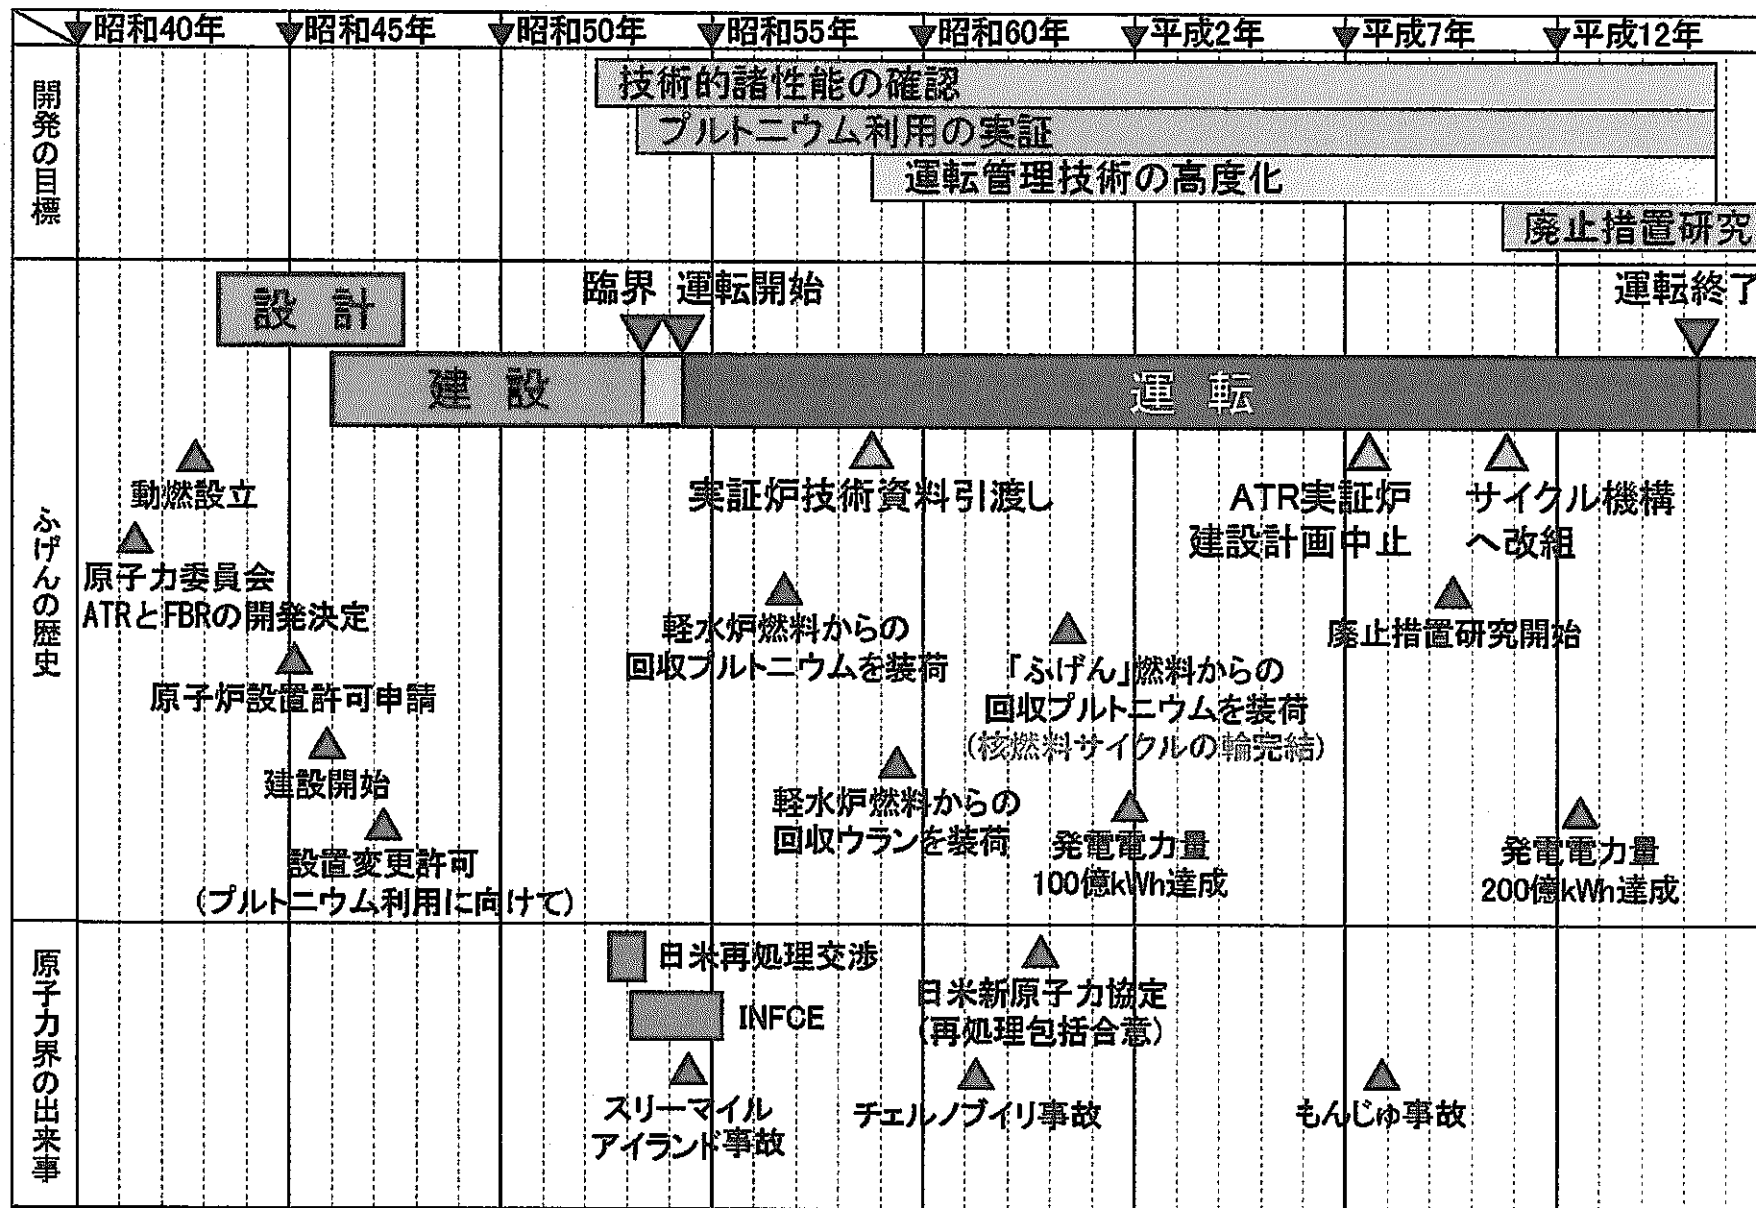 昭和40年 昭和45年 昭和50年 昭和55年 昭和60年 平成2年 平成7年 平成12年
開発の目標
技術的諸性能の確認
プルトニウム利用の実証
運転管理技術の高度化
廃止措置研究
ふげんの歴史
設 計
臨界 運転開始
運転終了
建 設
運 転
動燃設立
実証炉技術資料引渡し
ATR実証炉
建設計画中止
サイクル機構
へ改組
原子力委員会
ATRとFBRの開発決定
軽水炉燃料からの
回収プルトニウムを装荷
廃止措置研究開始
原子炉設置許可申請
「ふげん」燃料からの
回収プルトニウムを装荷
(核燃料サイクルの輪完結)
建設開始
軽水炉燃料からの
回収ウランを装荷
発電電力量
100億kWh達成
発電電力量
200億kWh達成
設置変更許可
(プルトニウム利用に向けて)
原子力界の出来事
日米再処理交渉
INFCE
日米新原子力協定
(再処理包括合意)
スリーマイル
アイランド事故
チェルノブイリ事故
もんじゅ事故